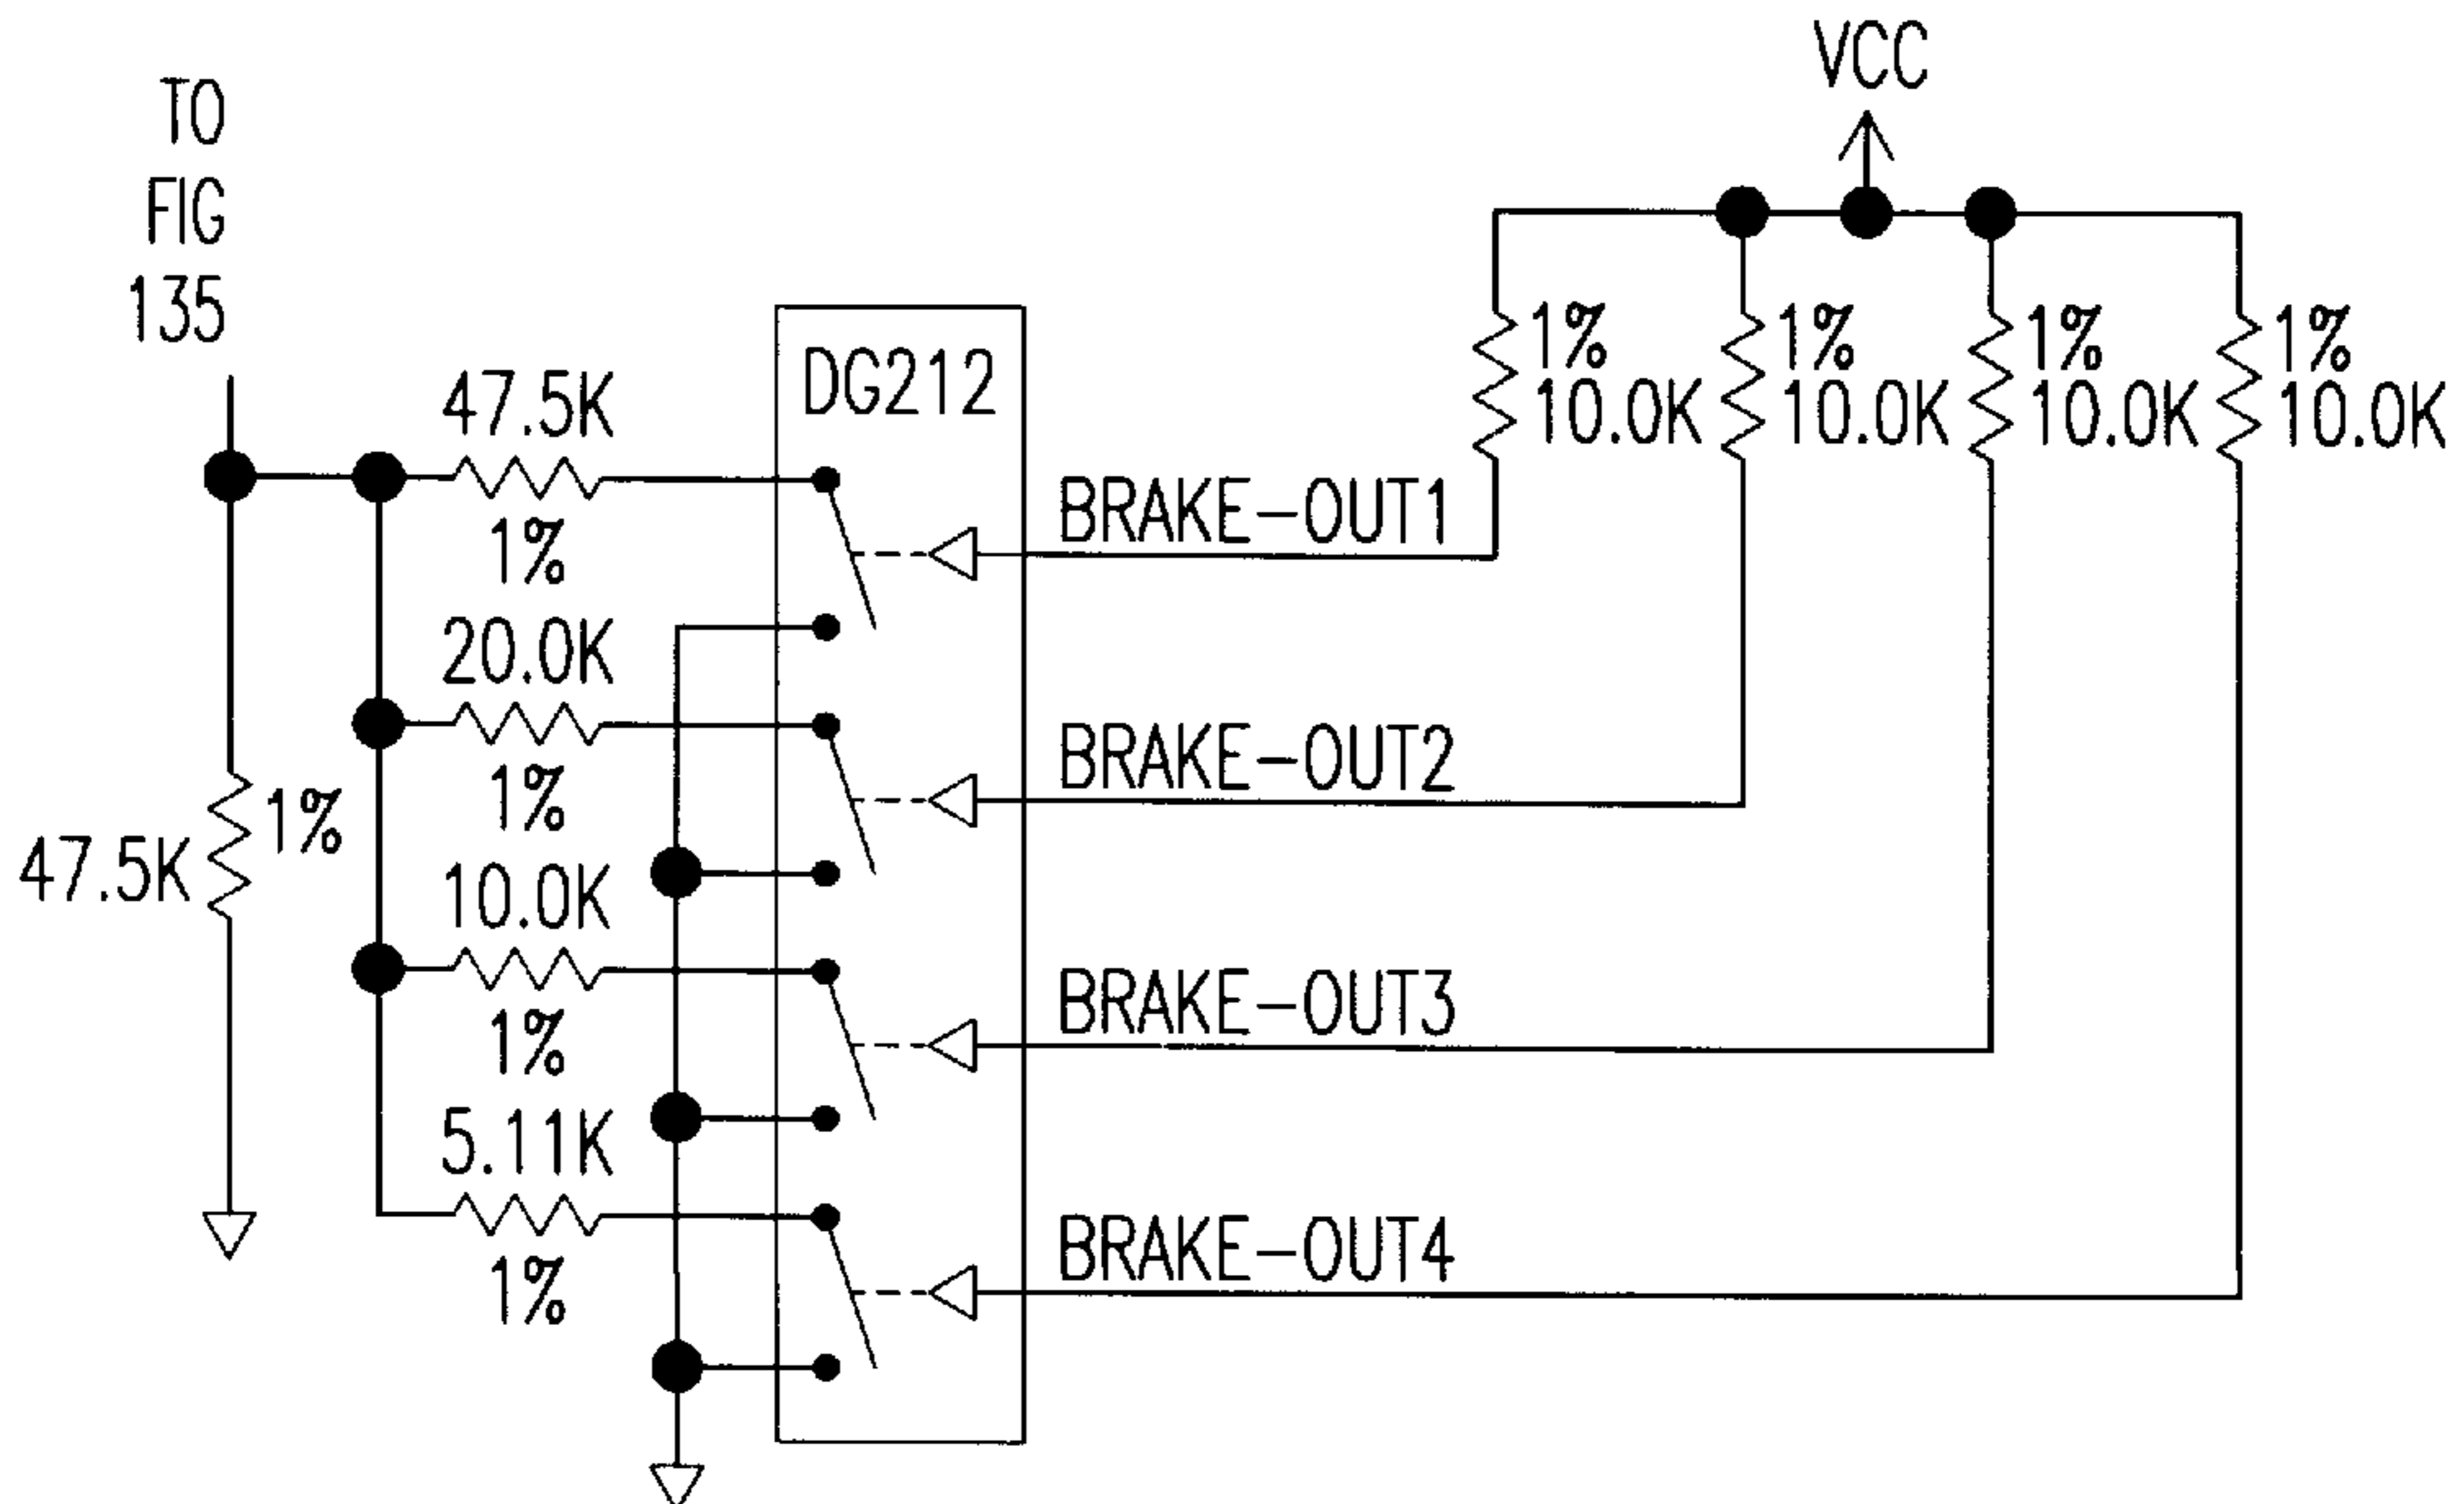 VCC
TO
FIG
135
DG212
47.5K
1%
20.0K
1%
10.0K
1%
5.11K
1%
1%
47.5K
BRAKE-OUT1
BRAKE-OUT2
BRAKE-OUT3
BRAKE-OUT4
1%
10.0K
1%
10.0K
1%
10.0K
1%
10.0K